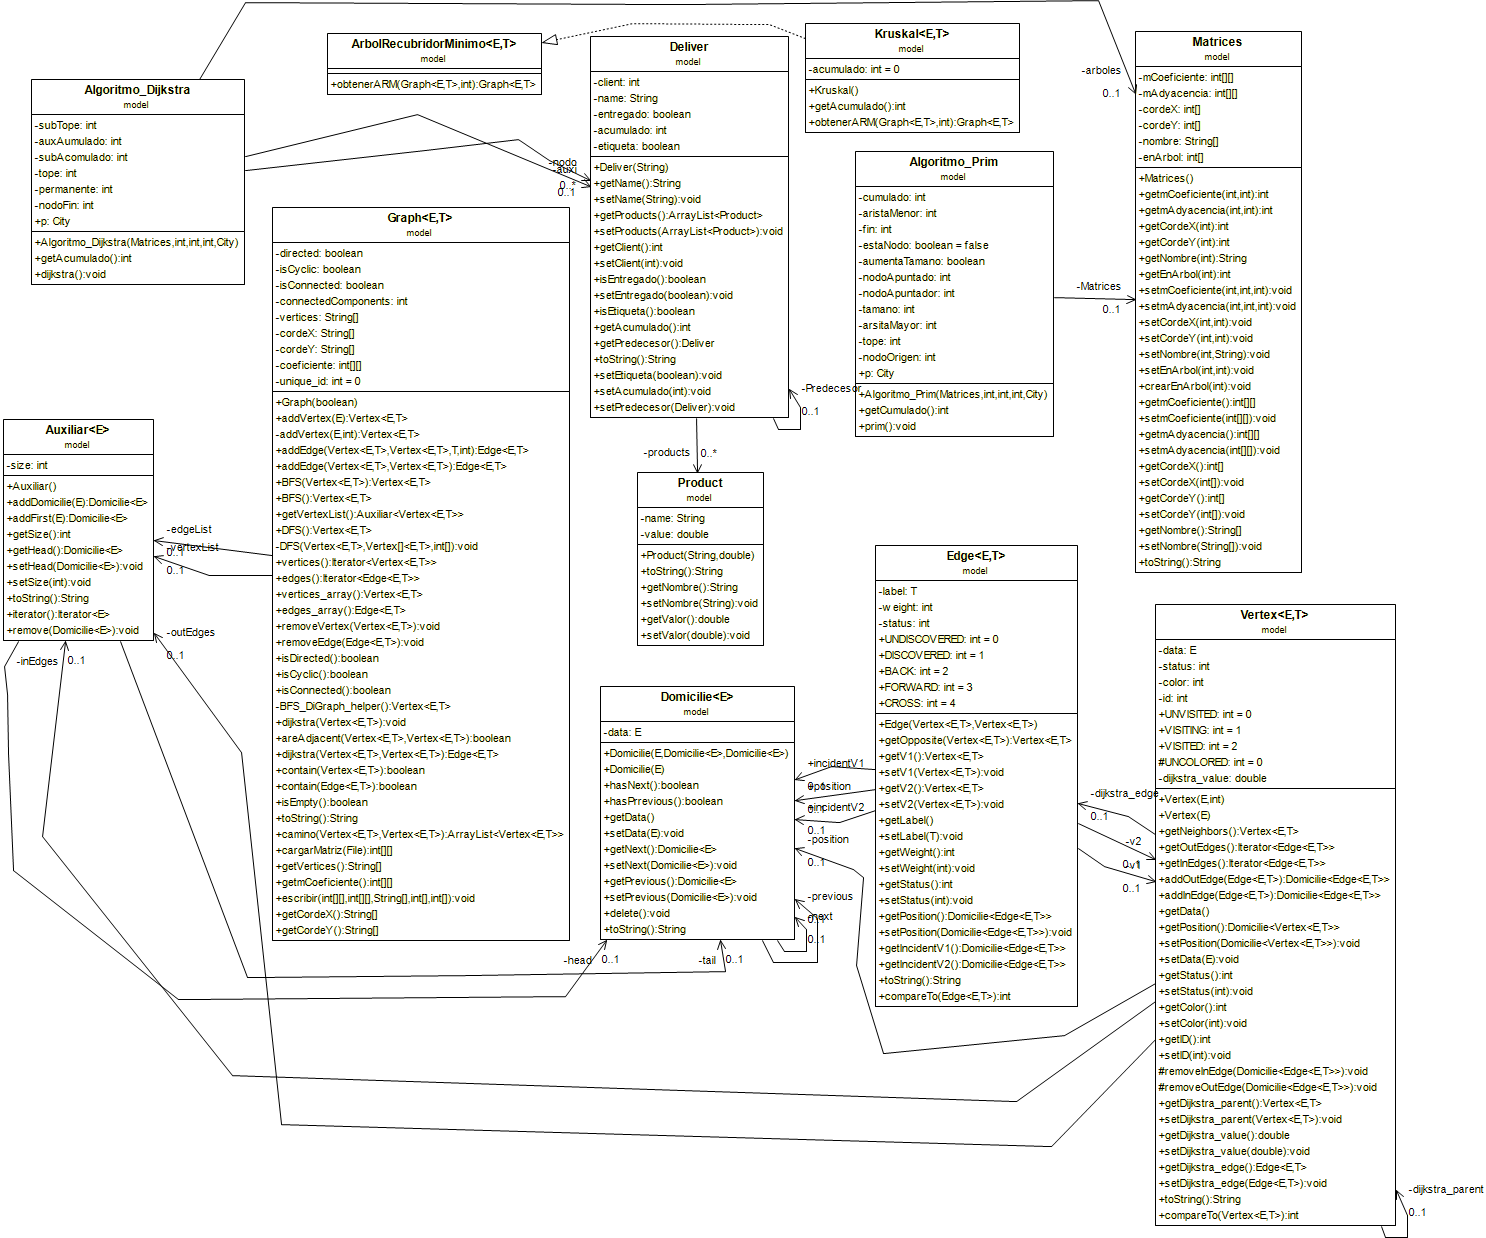 Algoritmo_Dijkstra
model
-subTope: int
-auxAumulado: int
-subAcomulado: int
-tope: int
-permanente: int
-nodoFin: int
+p: City
+Algoritmo_Dijkstra(Matrices,int,int,int,City)
+getAcumulado():int
+dijkstra():void
ArbolRecubridorMinimo<E,T>
model
+obtenerARM(Graph<E,T>,int):Graph<E,T>
Deliver
model
-client: int
-name: String
-entregado: boolean
-acumulado: int
-etiqueta: boolean
+Deliver(String)
+getName():String
+setName(String):void
+getProducts():ArrayList<Product>
+setProducts(ArrayList<Product>):void
+getClient():int
+setClient(int):void
+isEntregado():boolean
+setEntregado(boolean):void
+isEtiqueta():boolean
+getAcumulado():int
+getPredecesor():Deliver
+toString():String
+setEtiqueta(boolean):void
+setAcumulado(int):void
+setPredecesor(Deliver):void
Kruskal<E,T>
model
-acumulado: int = 0
+Kruskal()
+getAcumulado():int
+obtenerARM(Graph<E,T>,int):Graph<E,T>
Algoritmo_Prim
model
-cumulado: int
-aristaMenor: int
-fin: int
-estaNodo: boolean = false
-aumentaTamano: boolean
-nodoApuntado: int
-nodoApuntador: int
-tamano: int
-arsitaMayor: int
-tope: int
-nodoOrigen: int
+p: City
+Algoritmo_Prim(Matrices,int,int,int,City)
+getCumulado():int
+prim():void
Matrices
model
-mCoeficiente: int[][]
-mAdyacencia: int[][]
-cordeX: int[]
-cordeY: int[]
-nombre: String[]
-enArbol: int[]
+Matrices()
+getmCoeficiente(int,int):int
+getmAdyacencia(int,int):int
+getCordeX(int):int
+getCordeY(int):int
+getNombre(int):String
+getEnArbol(int):int
+setmCoeficiente(int,int,int):void
+setmAdyacencia(int,int,int):void
+setCordeX(int,int):void
+setCordeY(int,int):void
+setNombre(int,String):void
+setEnArbol(int,int):void
+crearEnArbol(int):void
+getmCoeficiente():int[][]
+setmCoeficiente(int[][]):void
+getmAdyacencia():int[][]
+setmAdyacencia(int[][]):void
+getCordeX():int[]
+setCordeX(int[]):void
+getCordeY():int[]
+setCordeY(int[]):void
+getNombre():String[]
+setNombre(String[]):void
+toString():String
-arboles
0..1
-nodo
-auxi
0..*
0..1
-Matrices
0..1
-Predecesor
0..1
-products
0..*
Graph<E,T>
model
-directed: boolean
-isCyclic: boolean
-isConnected: boolean
-connectedComponents: int
-vertices: String[]
-cordeX: String[]
-cordeY: String[]
-coeficiente: int[][]
-unique_id: int = 0
+Graph(boolean)
+addVertex(E):Vertex<E,T>
-addVertex(E,int):Vertex<E,T>
+addEdge(Vertex<E,T>,Vertex<E,T>,T,int):Edge<E,T>
+addEdge(Vertex<E,T>,Vertex<E,T>):Edge<E,T>
+BFS(Vertex<E,T>):Vertex<E,T>
+BFS():Vertex<E,T>
+getVertexList():Auxiliar<Vertex<E,T>>
+DFS():Vertex<E,T>
-DFS(Vertex<E,T>,Vertex[]<E,T>,int[]):void
+vertices():Iterator<Vertex<E,T>>
+edges():Iterator<Edge<E,T>>
+vertices_array():Vertex<E,T>
+edges_array():Edge<E,T>
+removeVertex(Vertex<E,T>):void
+removeEdge(Edge<E,T>):void
+isDirected():boolean
+isCyclic():boolean
+isConnected():boolean
-BFS_DiGraph_helper():Vertex<E,T>
+dijkstra(Vertex<E,T>):void
+areAdjacent(Vertex<E,T>,Vertex<E,T>):boolean
+dijkstra(Vertex<E,T>,Vertex<E,T>):Edge<E,T>
+contain(Vertex<E,T>):boolean
+contain(Edge<E,T>):boolean
+isEmpty():boolean
+toString():String
+camino(Vertex<E,T>,Vertex<E,T>):ArrayList<Vertex<E,T>>
+cargarMatriz(File):int[][]
+getVertices():String[]
+getmCoeficiente():int[][]
+escribir(int[][],int[][],String[],int[],int[]):void
+getCordeX():String[]
+getCordeY():String[]
Auxiliar<E>
model
-size: int
+Auxiliar()
+addDomicilie(E):Domicilie<E>
+addFirst(E):Domicilie<E>
+getSize():int
+getHead():Domicilie<E>
+setHead(Domicilie<E>):void
+setSize(int):void
+toString():String
+iterator():Iterator<E>
+remove(Domicilie<E>):void
-edgeList
0..1
-vertexList
0..1
-outEdges
0..1
-inEdges
0..1
Product
model
-name: String
-value: double
+Product(String,double)
+toString():String
+getNombre():String
+setNombre(String):void
+getValor():double
+setValor(double):void
Domicilie<E>
model
-data: E
+Domicilie(E,Domicilie<E>,Domicilie<E>)
+Domicilie(E)
+hasNext():boolean
+hasPrrevious():boolean
+getData()
+setData(E):void
+getNext():Domicilie<E>
+setNext(Domicilie<E>):void
+getPrevious():Domicilie<E>
+setPrevious(Domicilie<E>):void
+delete():void
+toString():String
-head
0..1
-tail
0..1
+incidentV1
0..1
-position
+incidentV2
0..1
-position
0..1
-previous
0..1
-next
0..1
Edge<E,T>
model
-label: T
-weight: int
-status: int
+UNDISCOVERED: int = 0
+DISCOVERED: int = 1
+BACK: int = 2
+FORWARD: int = 3
+CROSS: int = 4
+Edge(Vertex<E,T>,Vertex<E,T>)
+getOpposite(Vertex<E,T>):Vertex<E,T>
+getV1():Vertex<E,T>
+setV1(Vertex<E,T>):void
+getV2():Vertex<E,T>
+setV2(Vertex<E,T>):void
+getLabel()
+setLabel(T):void
+getWeight():int
+setWeight(int):void
+getStatus():int
+setStatus(int):void
+getPosition():Domicilie<Edge<E,T>>
+setPosition(Domicilie<Edge<E,T>>):void
+getIncidentV1():Domicilie<Edge<E,T>>
+getIncidentV2():Domicilie<Edge<E,T>>
+toString():String
+compareTo(Edge<E,T>):int
-dijkstra_edge
0..1
-v2
0..1
-v1
0..1
Vertex<E,T>
model
-data: E
-status: int
-color: int
-id: int
+UNVISITED: int = 0
+VISITING: int = 1
+VISITED: int = 2
#UNCOLORED: int = 0
-dijkstra_value: double
+Vertex(E,int)
+Vertex(E)
+getNeighbors():Vertex<E,T>
+getOutEdges():Iterator<Edge<E,T>>
+getInEdges():Iterator<Edge<E,T>>
+addOutEdge(Edge<E,T>):Domicilie<Edge<E,T>>
+addInEdge(Edge<E,T>):Domicilie<Edge<E,T>>
+getData()
+getPosition():Domicilie<Vertex<E,T>>
+setPosition(Domicilie<Vertex<E,T>>):void
+setData(E):void
+getStatus():int
+setStatus(int):void
+getColor():int
+setColor(int):void
+getID():int
+setID(int):void
#removeInEdge(Domicilie<Edge<E,T>>):void
#removeOutEdge(Domicilie<Edge<E,T>>):void
+getDijkstra_parent():Vertex<E,T>
+setDijkstra_parent(Vertex<E,T>):void
+getDijkstra_value():double
+setDijkstra_value(double):void
+getDijkstra_edge():Edge<E,T>
+setDijkstra_edge(Edge<E,T>):void
+toString():String
+compareTo(Vertex<E,T>):int
-dijkstra_parent
0..1